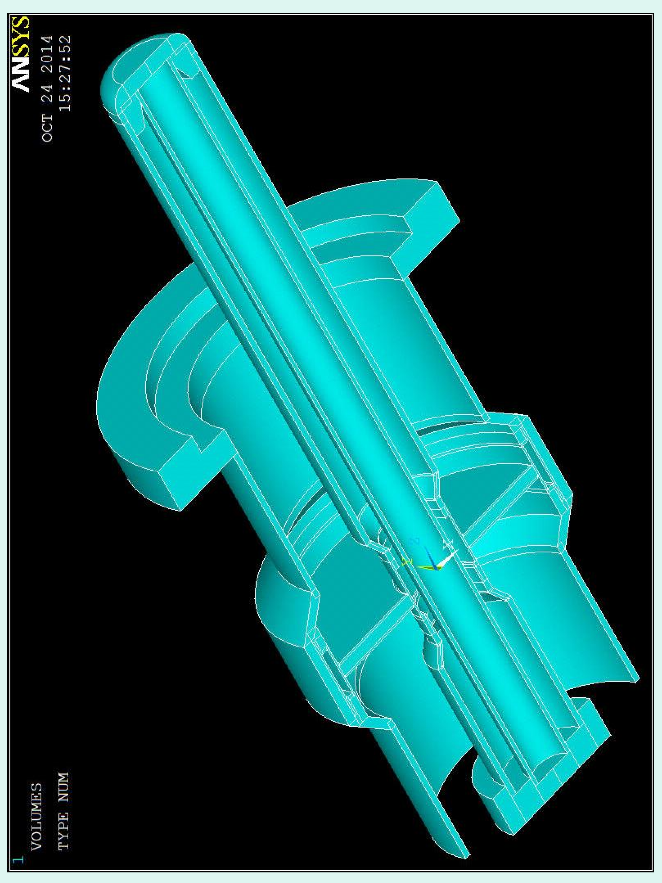 1
VOLUMES
TYPE NUM
ANSYS
OCT 24 2014
15:27:52